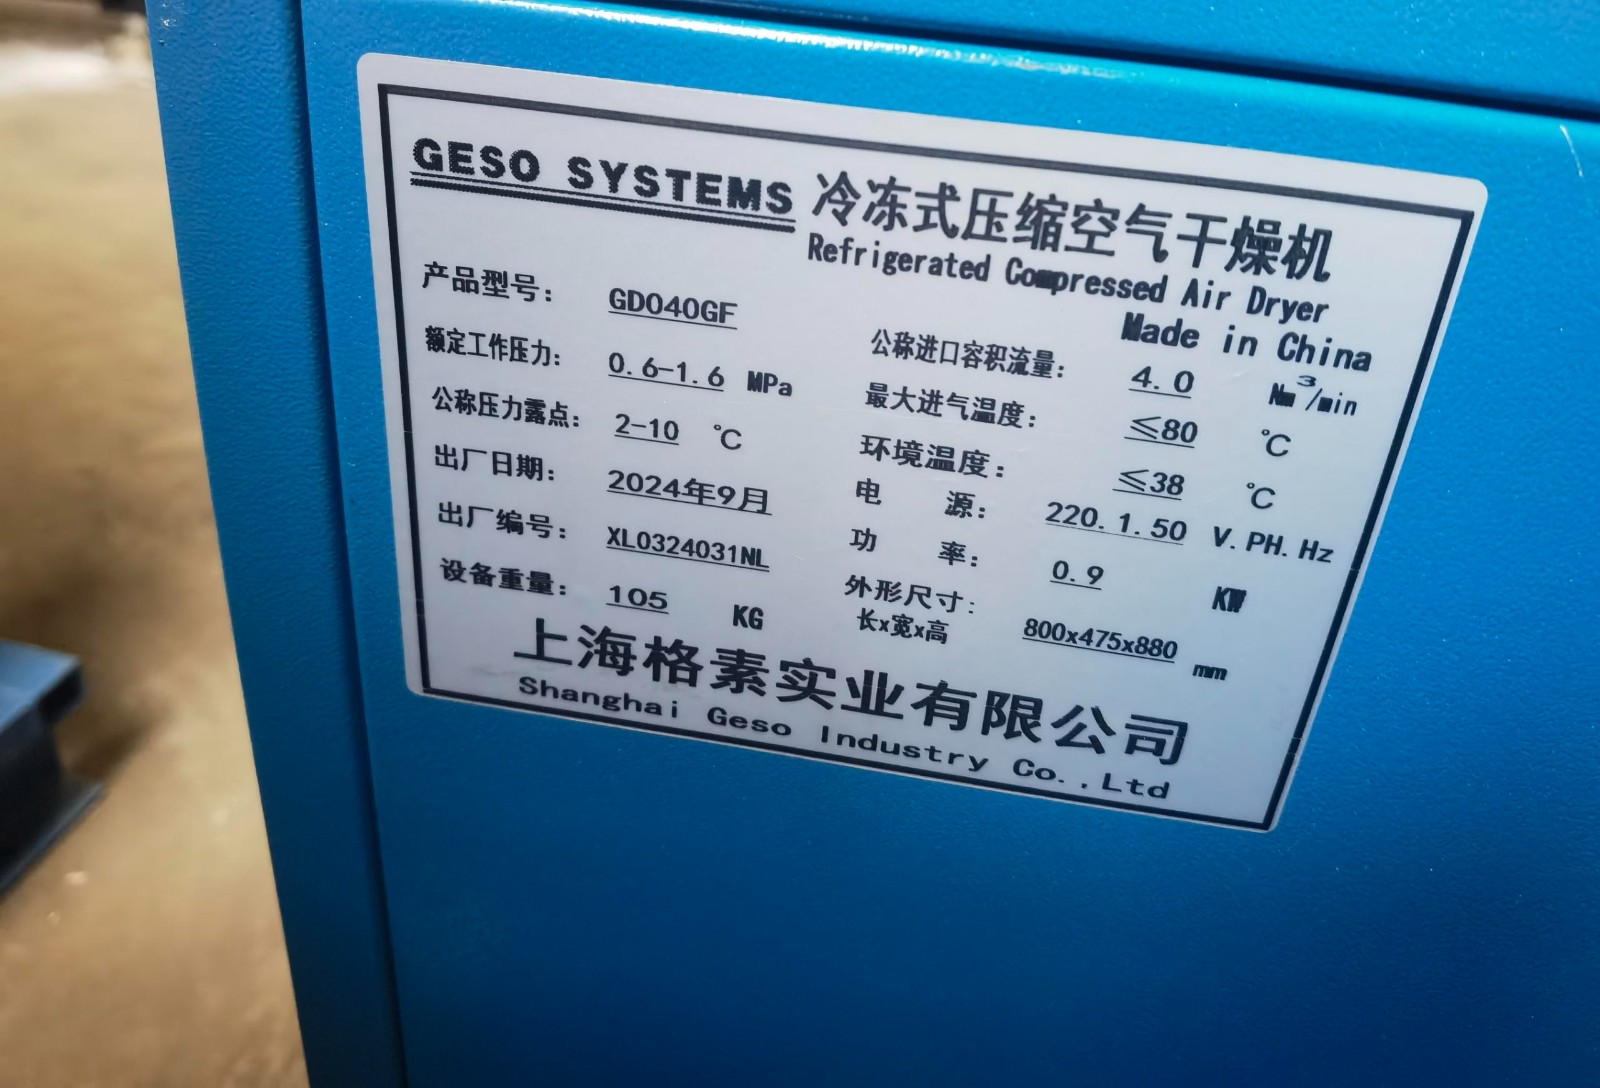 GESO SYSTEMS 冷冻式压缩空气干燥机
Refrigerated Compressed Air Dryer
Made in China
产品型号: GD040GF
额定工作压力: 0.6-1.6 MPa
公称压力露点: 2-10 ℃
出厂日期: 2024年9月
出厂编号: XL0324031NL
设备重量: 105 KG
公称进口容积流量: 4.0 Nm³/min
最大进气温度: ≤80 ℃
环境温度: ≤38 ℃
电 源: 220.1.50 V.PH.Hz
功 率: 0.9 KW
外形尺寸:
长x宽x高 800x475x880 mm
上海格素实业有限公司
Shanghai Geso Industry Co.,Ltd